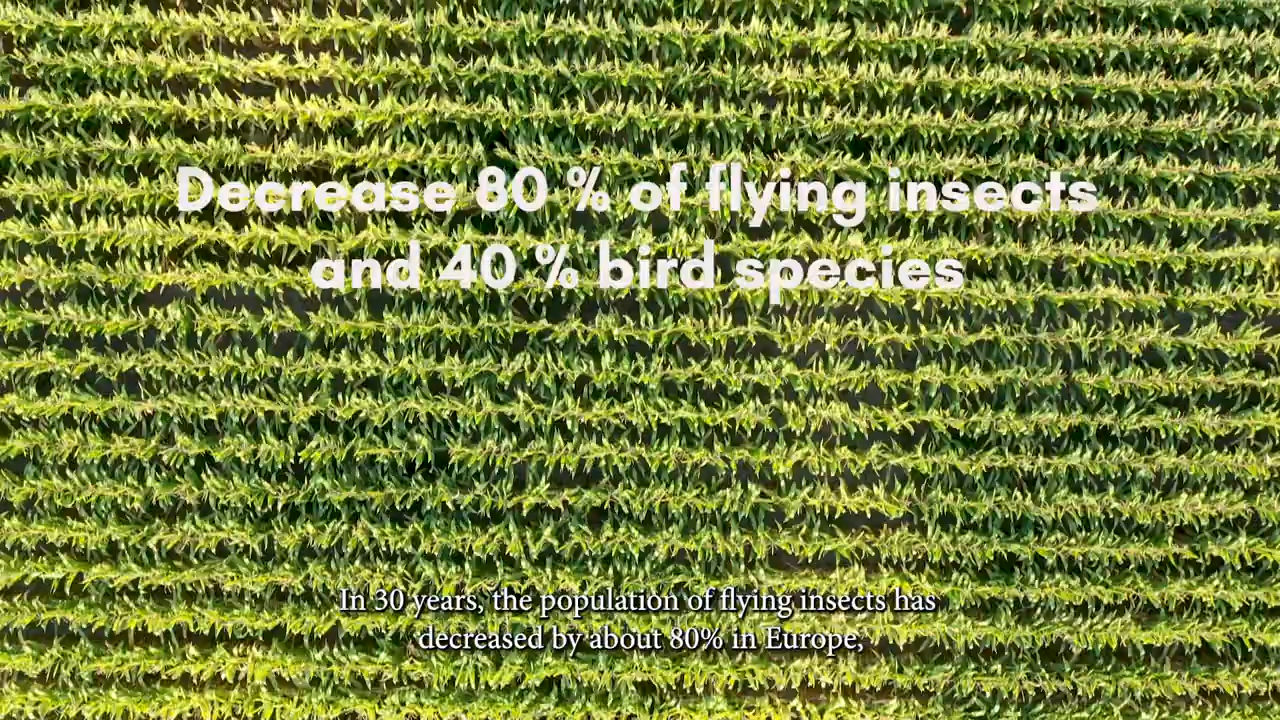 Decrease 80 % of flying insects
and 40 % bird species
In 30 years, the population of flying insects has
decreased by about 80% in Europe,